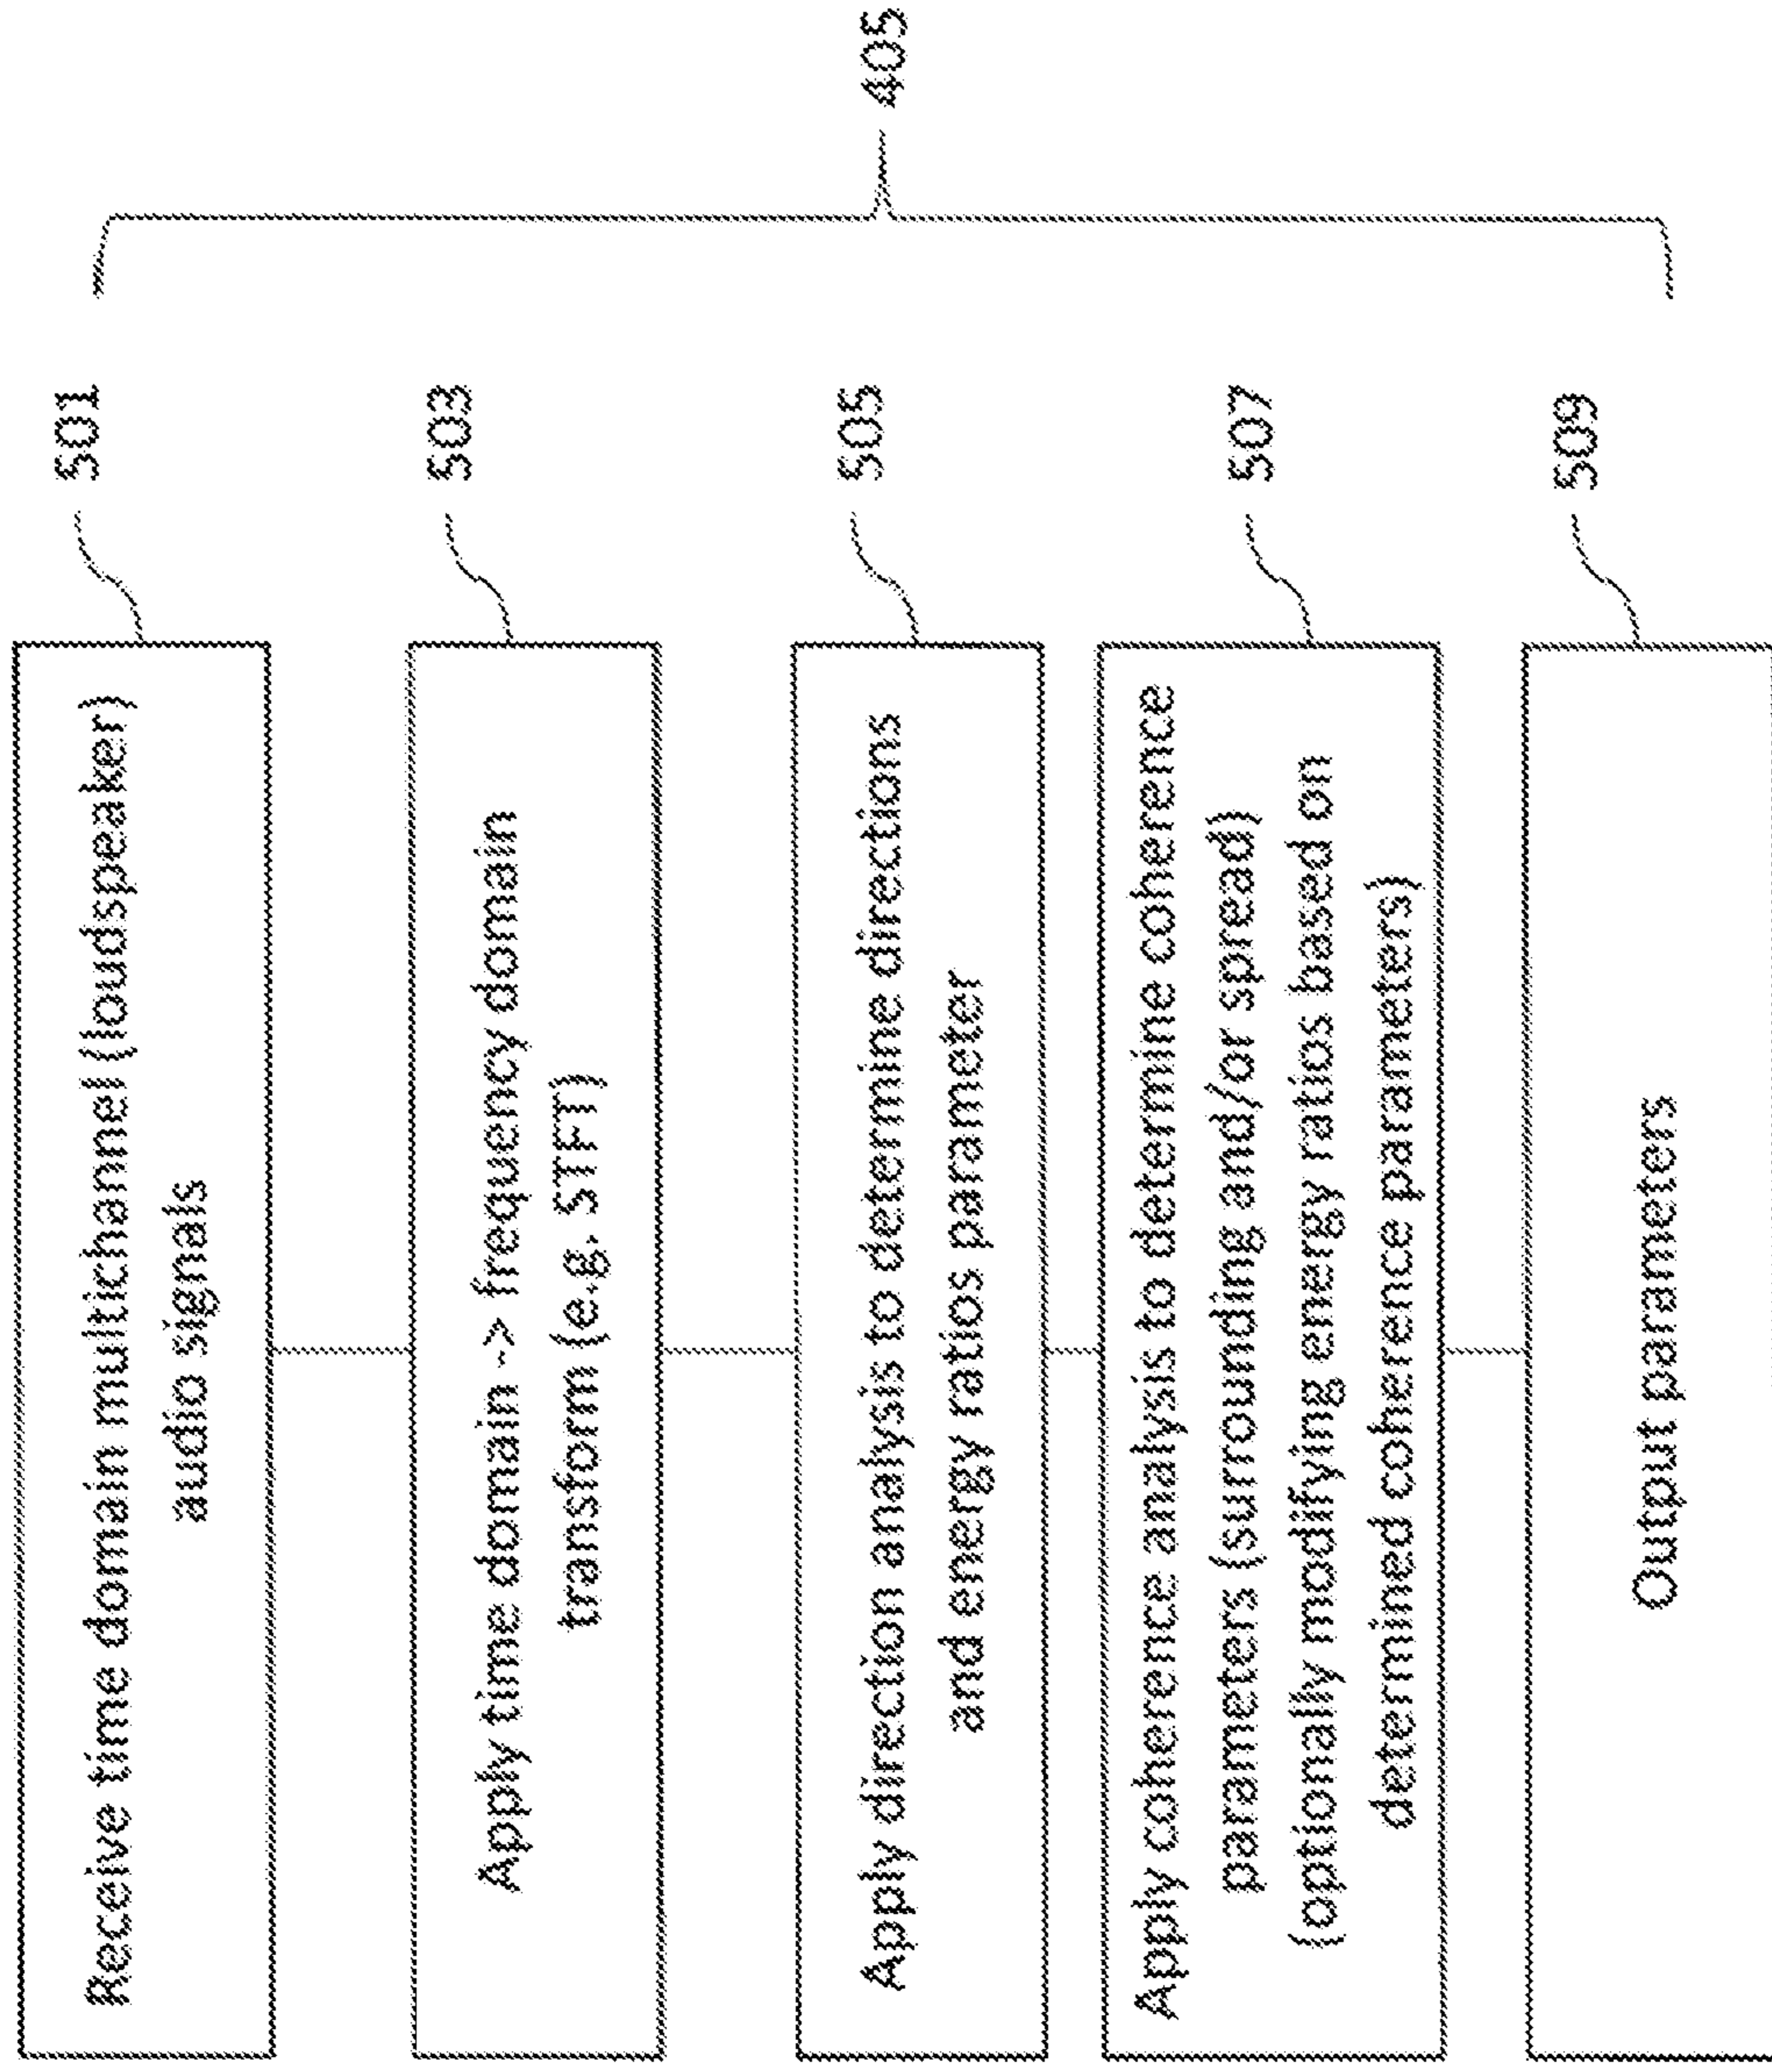 Receive time domain multichannel (loudspeaker)
audio signals
501
Apply time domain -> frequency domain
transform (e.g. STFT)
503
Apply direction analysis to determine directions
and energy ratios parameter
505
Apply coherence analysis to determine coherence
parameters (surrounding and/or spread)
(optionally modifying energy ratios based on
determined coherence parameters)
507
Output parameters
509
405